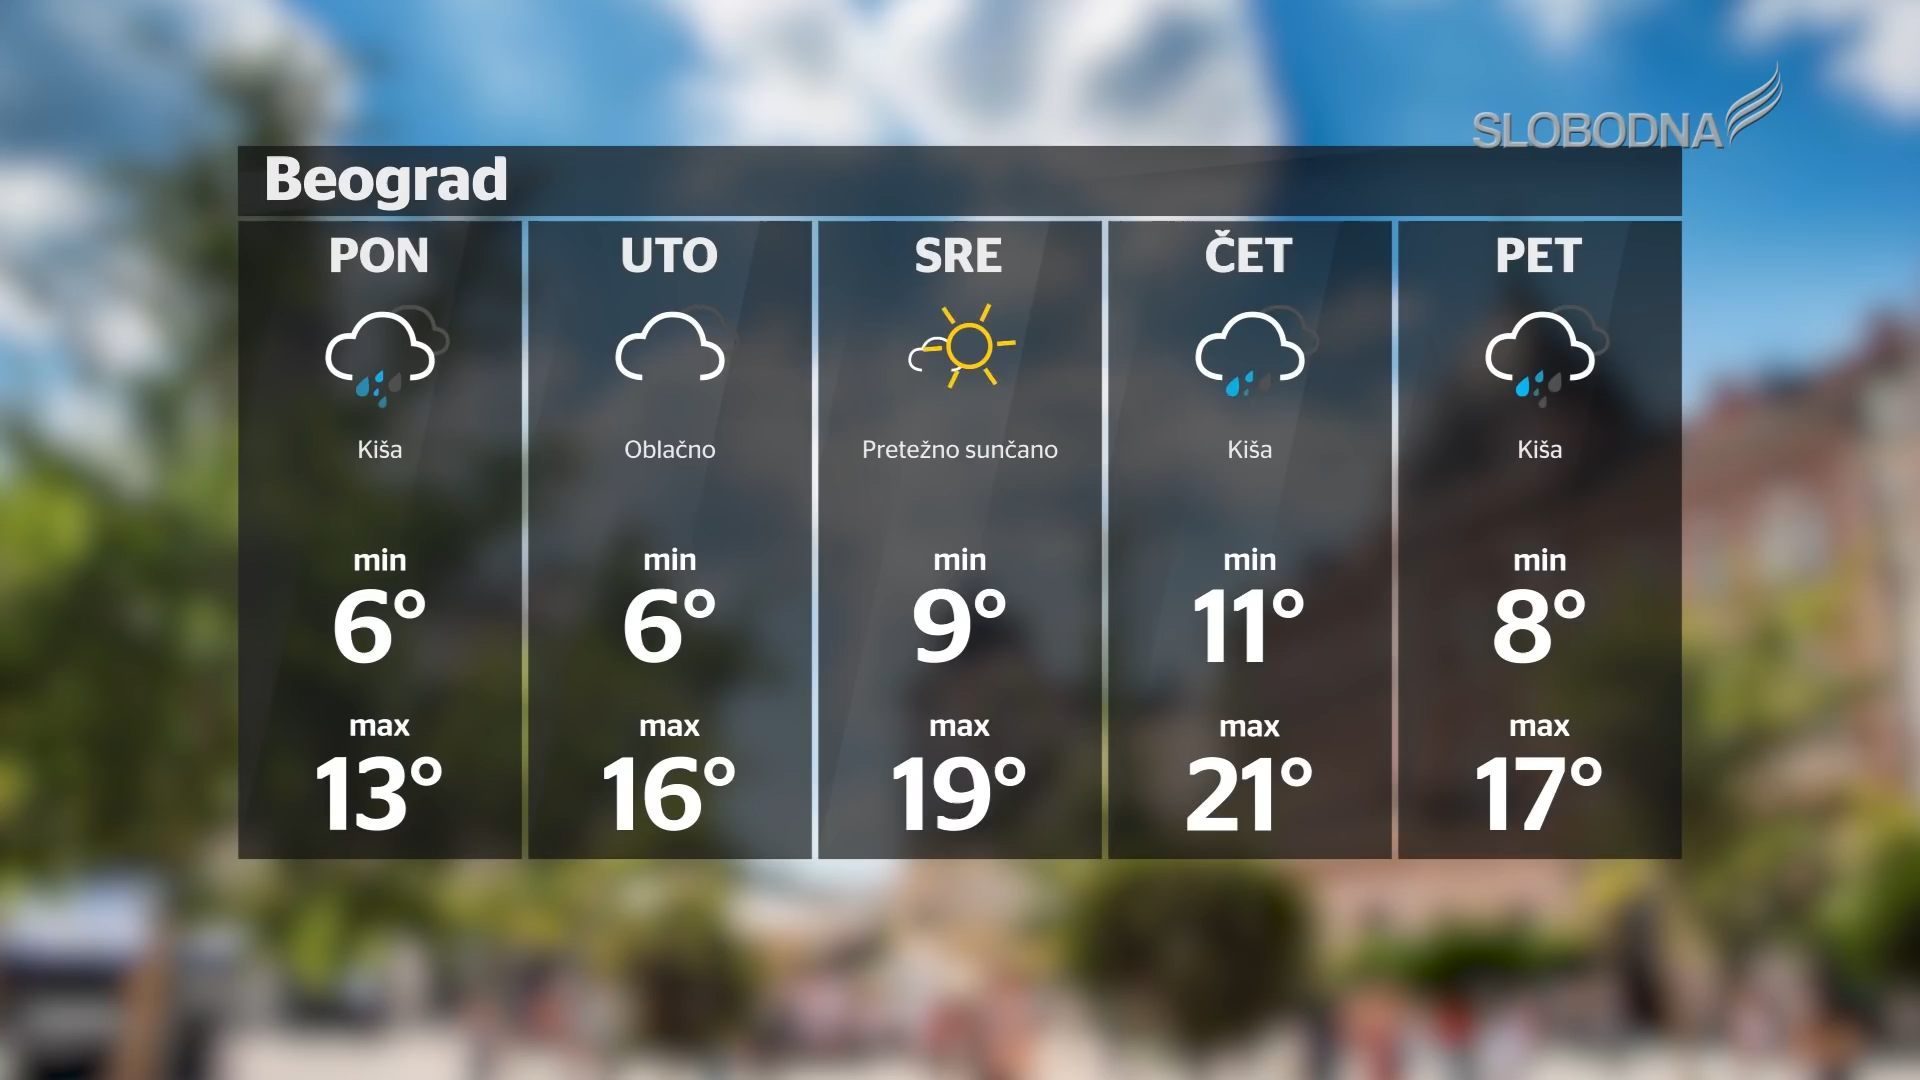 SLOBODNA
Beograd
PON
UTO
SRE
ČET
PET
Kiša
Oblačno
Pretežno sunčano
Kiša
Kiša
min
min
min
min
min
6°
6°
9°
11°
8°
max
max
max
max
max
13°
16°
19°
21°
17°